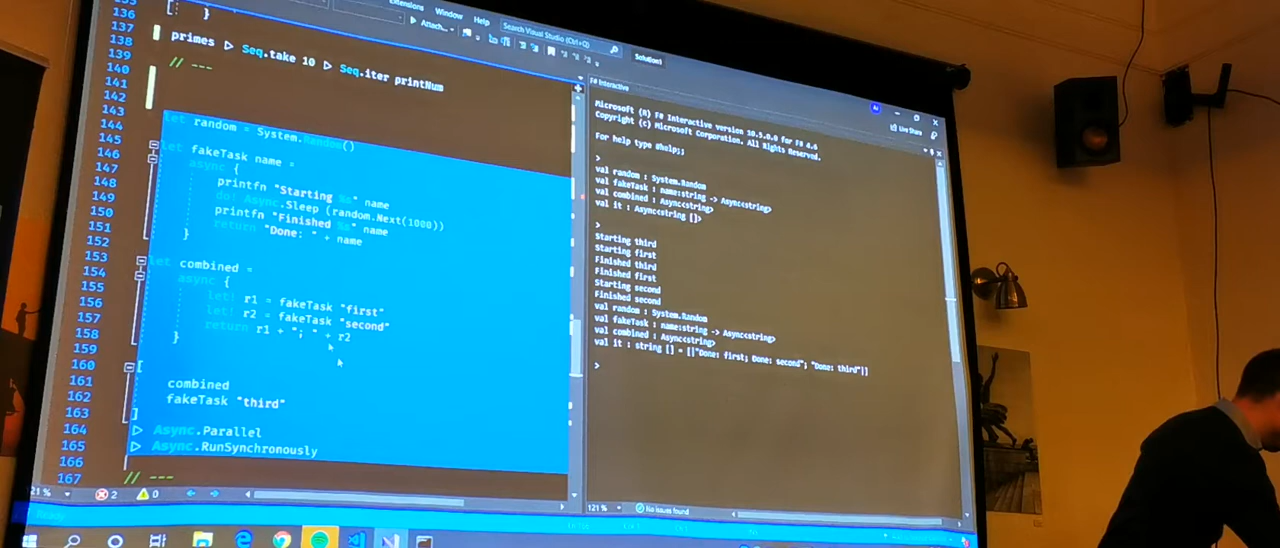 Extensions Window Help Search Visual Studio (Ctrl+Q) Solution1
Attach...
136 }
137
138 primes ▷ Seq.take 10 ▷ Seq.iter printNum
139
140 // ---
141
142
143
144 let random = System.Random()
145
146 let fakeTask name =
147 async {
148 printfn "Starting %s" name
149 do! Async.Sleep (random.Next(1000))
150 printfn "Finished %s" name
151 return "Done: " + name
152 }
153
154 let combined =
155 async {
156 let! r1 = fakeTask "first"
157 let! r2 = fakeTask "second"
158 return r1 + "; " + r2
159 }
160 [
161 combined
162 fakeTask "third"
163 ]
164 ▷ Async.Parallel
165 ▷ Async.RunSynchronously
166
167 // ---
21 % 2 0
Ready
F# Interactive
Live Share
Microsoft (R) F# Interactive version 10.5.0.0 for F# 4.6
Copyright (c) Microsoft Corporation. All Rights Reserved.
For help type #help;;
>
val random : System.Random
val fakeTask : name:string -> Async<string>
val combined : Async<string>
val it : Async<string []>
>
Starting third
Starting first
Finished third
Finished first
Starting second
Finished second
val random : System.Random
val fakeTask : name:string -> Async<string>
val combined : Async<string>
val it : string [] = [|"Done: first; Done: second"; "Done: third"|]
>
121 % No issues found